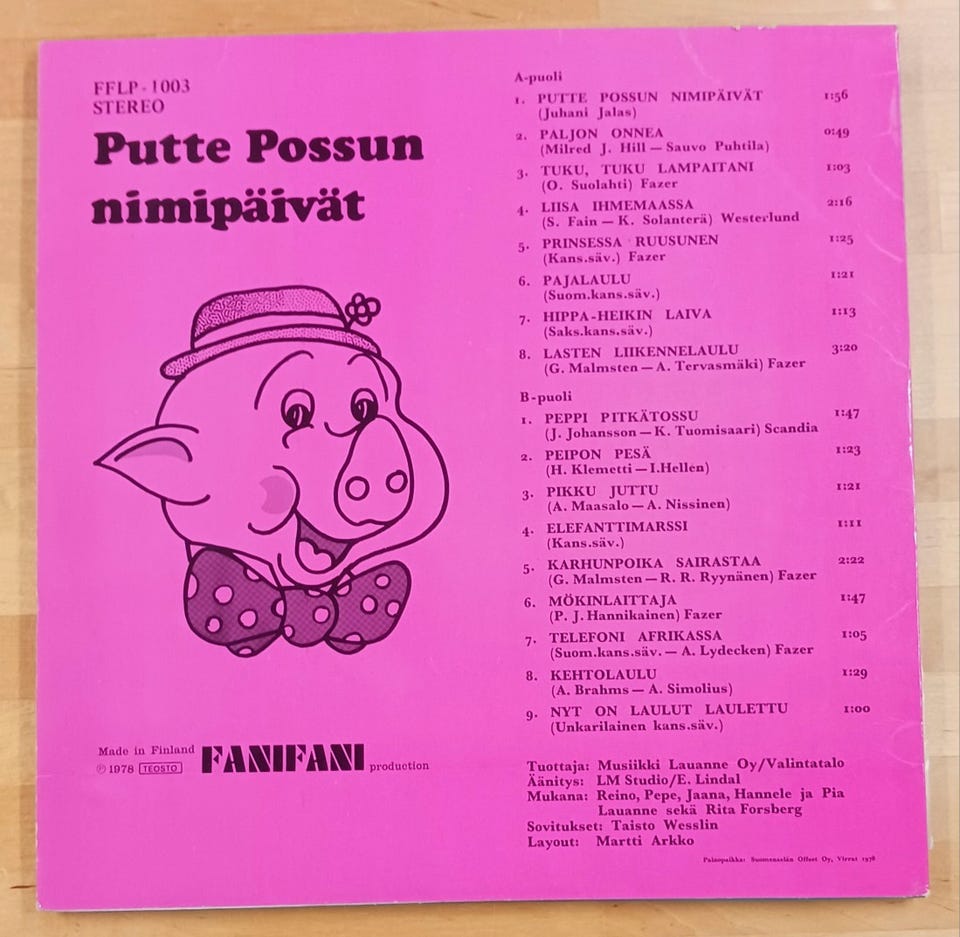 FFLP-1003
STEREO
Putte Possun
nimipäivät
A-puoli
1. PUTTE POSSUN NIMIPÄIVÄT 1:56
(Juhani Jalas)
2. PALJON ONNEA 0:49
(Milred J. Hill — Sauvo Puhtila)
3. TUKU, TUKU LAMPAITANI 1:03
(O. Suolahti) Fazer
4. LIISA IHMEMAASSA 2:16
(S. Fain — K. Solanterä) Westerlund
5. PRINSESSA RUUSUNEN 1:25
(Kans.säv.) Fazer
6. PAJALAULU 1:21
(Suom.kans.säv.)
7. HIPPA-HEIKIN LAIVA 1:13
(Saks.kans.säv.)
8. LASTEN LIIKENNELAULU 3:20
(G. Malmsten — A. Tervasmäki) Fazer
B-puoli
1. PEPPI PITKÄTOSSU 1:47
(J. Johansson — K. Tuomisaari) Scandia
2. PEIPON PESÄ 1:23
(H. Klemetti — I.Hellen)
3. PIKKU JUTTU 1:21
(A. Maasalo — A. Nissinen)
4. ELEFANTTIMARSSI 1:11
(Kans.säv.)
5. KARHUNPOIKA SAIRASTAA 2:22
(G. Malmsten — R. R. Ryynänen) Fazer
6. MÖKINLAITTAJA 1:47
(P. J. Hannikainen) Fazer
7. TELEFONI AFRIKASSA 1:05
(Suom.kans.säv. — A. Lydecken) Fazer
8. KEHTOLAULU 1:29
(A. Brahms — A. Simolius)
9. NYT ON LAULUT LAULETTU 1:00
(Unkarilainen kans.säv.)
Made in Finland
℗ 1978 TEOSTO FANIFANI production
Tuottaja: Musiikki Lauanne Oy/Valintatalo
Äänitys: LM Studio/E. Lindal
Mukana: Reino, Pepe, Jaana, Hannele ja Pia
Lauanne sekä Rita Forsberg
Sovitukset: Taisto Wesslin
Layout: Martti Arkko
Painopaikka: Suomenselän Offset Oy, Virrat 1978